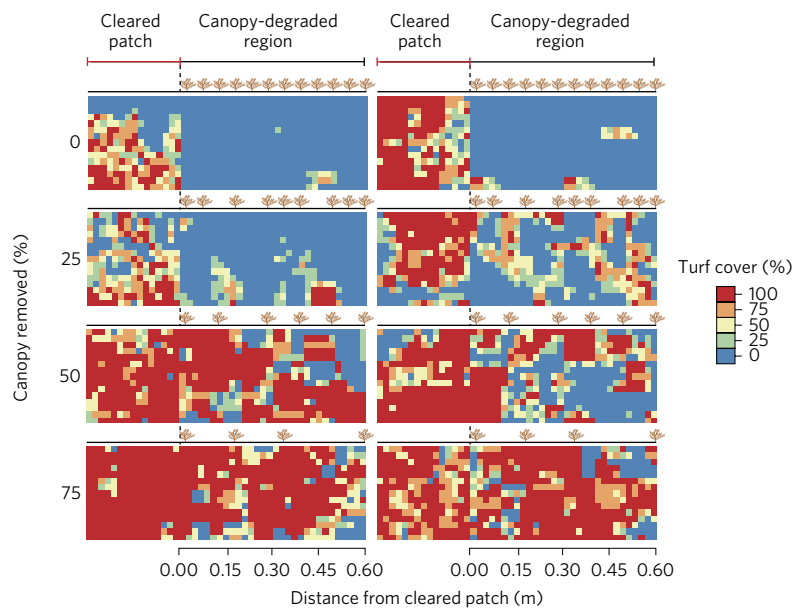 Cleared patch
Canopy-degraded region
Cleared patch
Canopy-degraded region
Canopy removed (%)
0
25
50
75
Turf cover (%)
100
75
50
25
0
0.00 0.15 0.30 0.45 0.60
0.00 0.15 0.30 0.45 0.60
Distance from cleared patch (m)